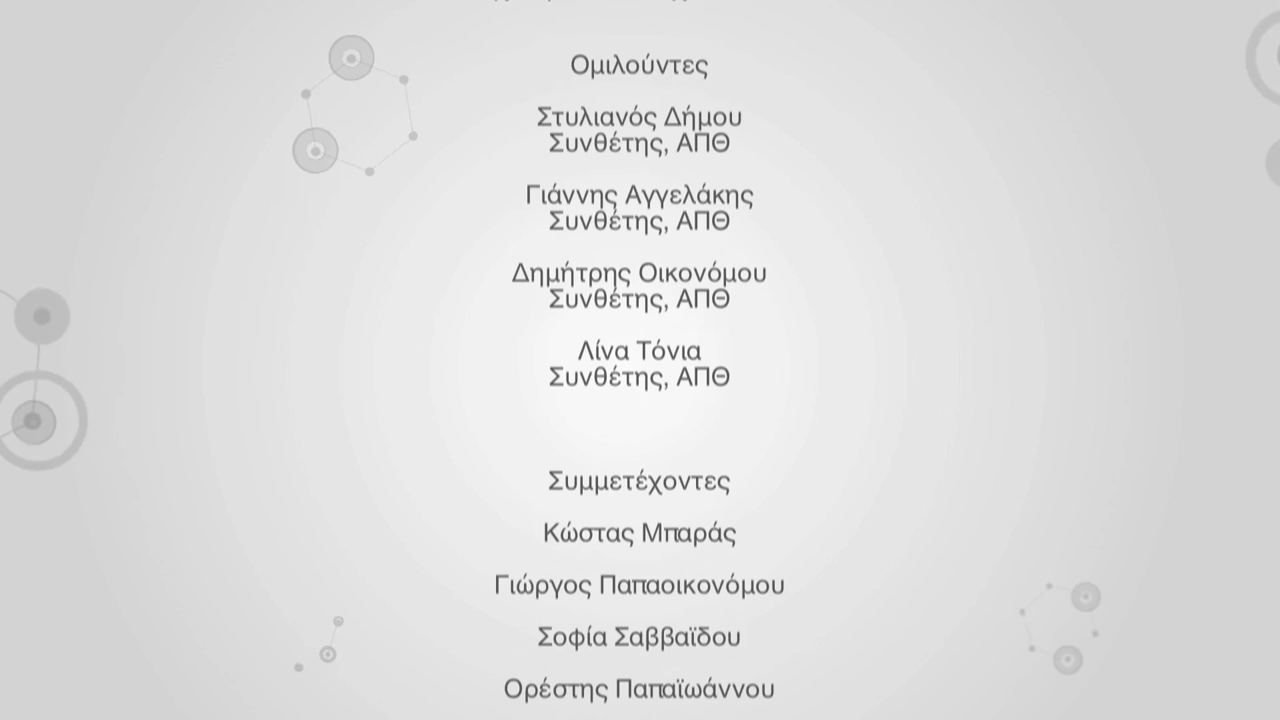 Ομιλούντες
Στυλιανός Δήμου
Συνθέτης, ΑΠΘ
Γιάννης Αγγελάκης
Συνθέτης, ΑΠΘ
Δημήτρης Οικονόμου
Συνθέτης, ΑΠΘ
Λίνα Τόνια
Συνθέτης, ΑΠΘ
Συμμετέχοντες
Κώστας Μπαράς
Γιώργος Παπαοικονόμου
Σοφία Σαββαΐδου
Ορέστης Παπαϊωάννου